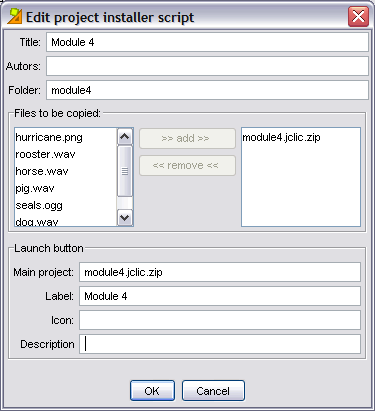 Edit project installer script
Title: Module 4
Autors:
Folder: module4
Files to be copied:
hurricane.png >> add >> module4.jclic.zip
rooster.wav
horse.wav << remove <<
pig.wav
seals.ogg
dog.wav
Launch button
Main project: module4.jclic.zip
Label: Module 4
Icon:
Description
OK Cancel